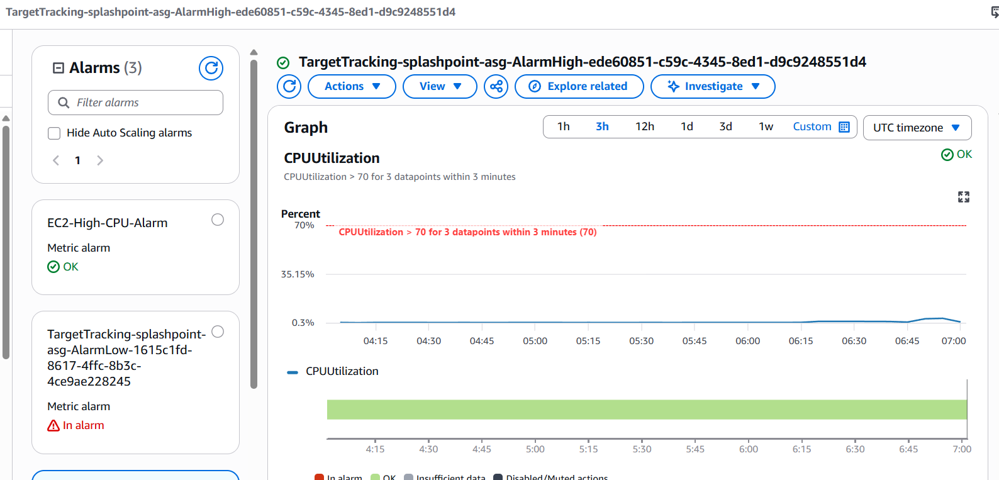 TargetTracking-splashpoint-asg-AlarmHigh-ede60851-c59c-4345-8ed1-d9c9248551d4
Alarms (3)
Filter alarms
Hide Auto Scaling alarms
1
EC2-High-CPU-Alarm
Metric alarm
OK
TargetTracking-splashpoint-
asg-AlarmLow-1615c1fd-
8617-4ffc-8b3c-
4ce9ae228245
Metric alarm
In alarm
TargetTracking-splashpoint-asg-AlarmHigh-ede60851-c59c-4345-8ed1-d9c9248551d4
Actions View Explore related Investigate
Graph
1h 3h 12h 1d 3d 1w Custom UTC timezone
CPUUtilization
OK
CPUUtilization > 70 for 3 datapoints within 3 minutes
Percent
70%
CPUUtilization > 70 for 3 datapoints within 3 minutes (70)
35.15%
0.3%
04:15 04:30 04:45 05:00 05:15 05:30 05:45 06:00 06:15 06:30 06:45 07:00
CPUUtilization
4:15 4:30 4:45 5:00 5:15 5:30 5:45 6:00 6:15 6:30 6:45 7:00
In alarm OK Insufficient data Disabled/Muted actions